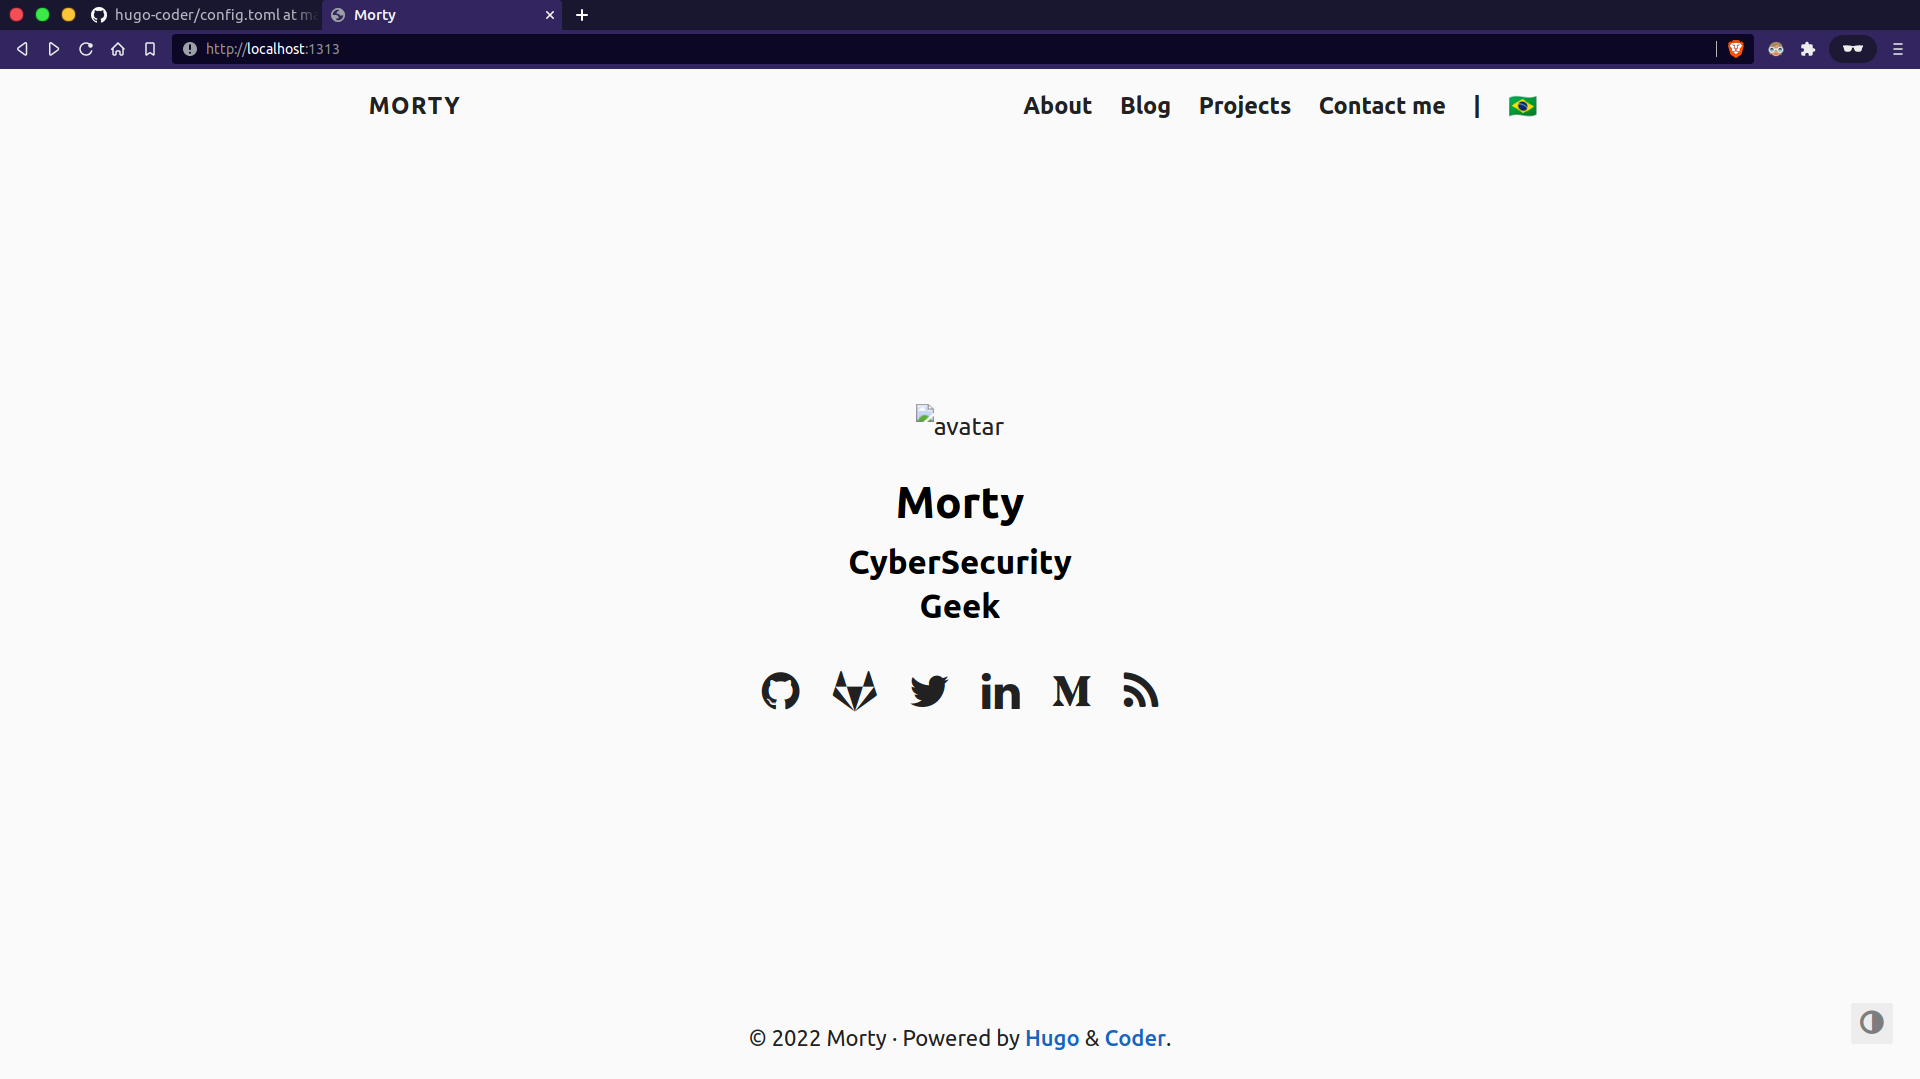 hugo-coder/config.toml at ma
Morty
http://localhost:1313
MORTY
About Blog Projects Contact me |
avatar
Morty
CyberSecurity
Geek
© 2022 Morty · Powered by Hugo & Coder.